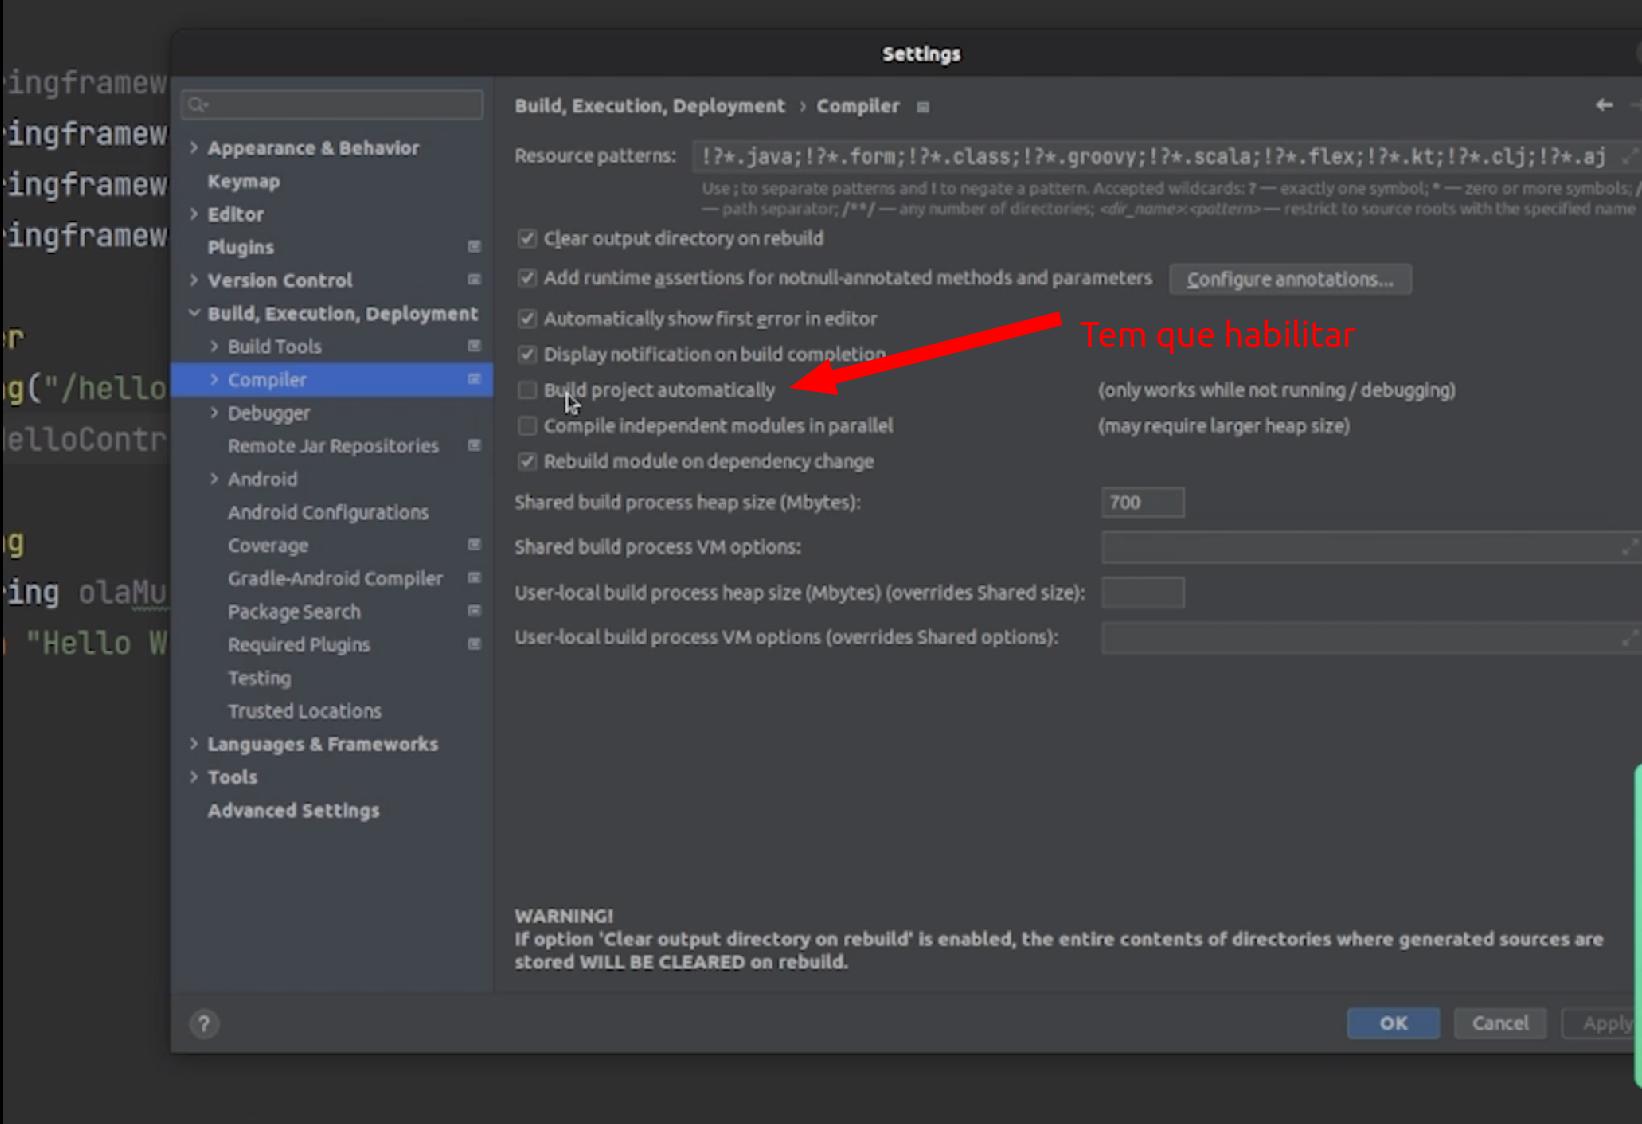 Settings
ringframew
ringframew
ringframew
ringframew
er
ng("/hello
HelloContr
ng
ring olaMu
"Hello W
Appearance & Behavior
Keymap
Editor
Plugins
Version Control
Build, Execution, Deployment
Build Tools
Compiler
Debugger
Remote Jar Repositories
Android
Android Configurations
Coverage
Gradle-Android Compiler
Package Search
Required Plugins
Testing
Trusted Locations
Languages & Frameworks
Tools
Advanced Settings
Build, Execution, Deployment › Compiler
Resource patterns: !?*.java;!?*.form;!?*.class;!?*.groovy;!?*.scala;!?*.flex;!?*.kt;!?*.clj;!?*.aj
Use ; to separate patterns and ! to negate a pattern. Accepted wildcards: ? — exactly one symbol; * — zero or more symbols; /
— path separator; /**/ — any number of directories; <dir_name>:<pattern> — restrict to source roots with the specified name
Clear output directory on rebuild
Add runtime assertions for notnull-annotated methods and parameters Configure annotations...
Automatically show first error in editor
Tem que habilitar
Display notification on build completion
Build project automatically (only works while not running / debugging)
Compile independent modules in parallel (may require larger heap size)
Rebuild module on dependency change
Shared build process heap size (Mbytes): 700
Shared build process VM options:
User-local build process heap size (Mbytes) (overrides Shared size):
User-local build process VM options (overrides Shared options):
WARNING!
If option 'Clear output directory on rebuild' is enabled, the entire contents of directories where generated sources are
stored WILL BE CLEARED on rebuild.
? OK Cancel Apply